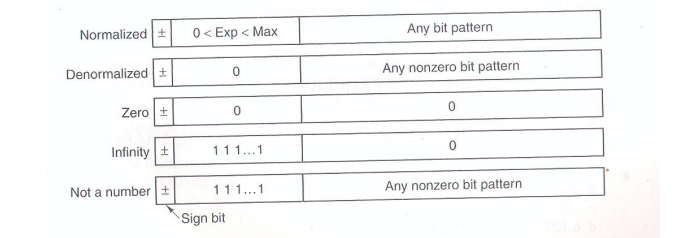 Normalized ± 0 < Exp < Max Any bit pattern
Denormalized ± 0 Any nonzero bit pattern
Zero ± 0 0
Infinity ± 1 1 1...1 0
Not a number ± 1 1 1...1 Any nonzero bit pattern
Sign bit